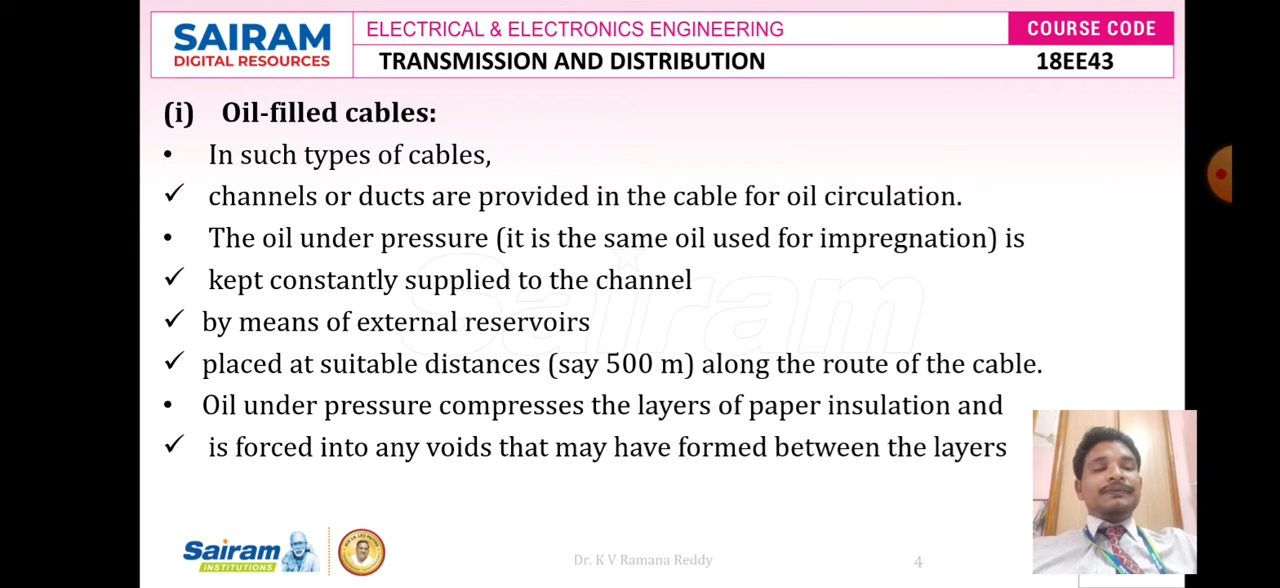 SAIRAM
DIGITAL RESOURCES
ELECTRICAL & ELECTRONICS ENGINEERING
COURSE CODE
TRANSMISSION AND DISTRIBUTION
18EE43
(i) Oil-filled cables:
• In such types of cables,
✓ channels or ducts are provided in the cable for oil circulation.
• The oil under pressure (it is the same oil used for impregnation) is
✓ kept constantly supplied to the channel
✓ by means of external reservoirs
✓ placed at suitable distances (say 500 m) along the route of the cable.
• Oil under pressure compresses the layers of paper insulation and
✓ is forced into any voids that may have formed between the layers
Sairam
Sairam
INSTITUTIONS
Dr. K V Ramana Reddy
4